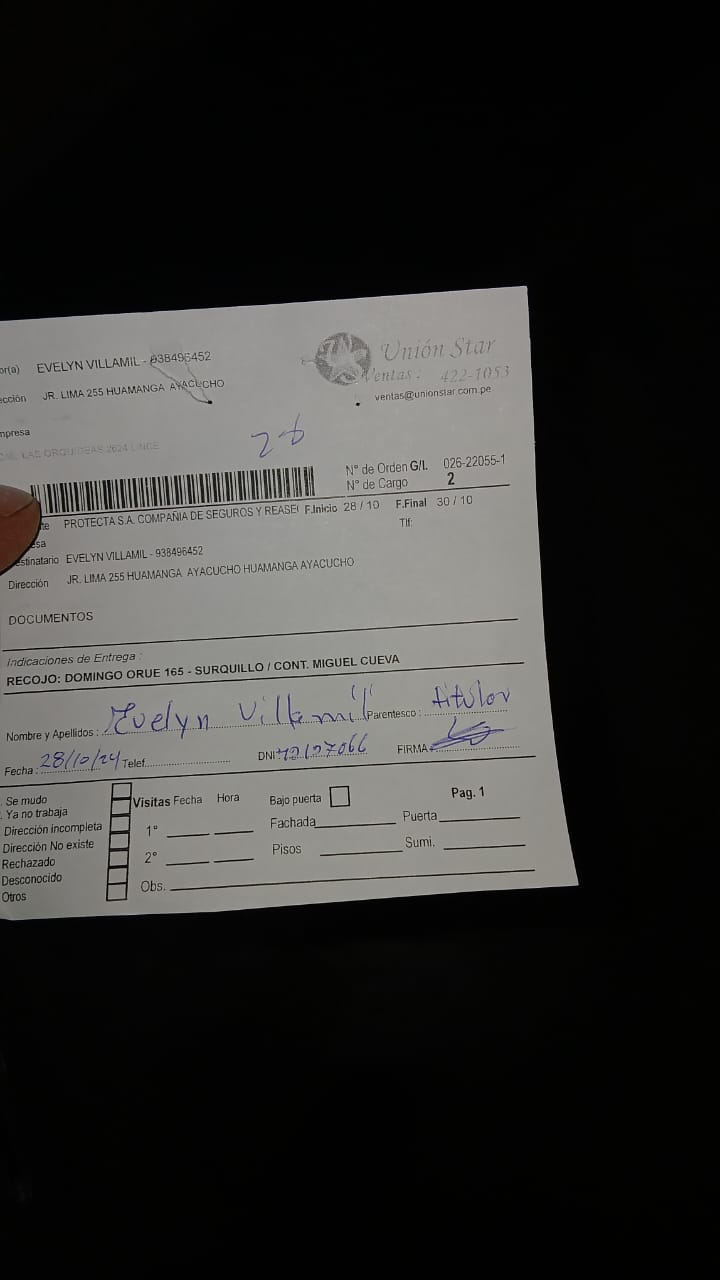 or(a) EVELYN VILLAMIL - 938496452
ección JR. LIMA 255 HUAMANGA AYACUCHO
Unión Star
Ventas: 422-1053
ventas@unionstar.com.pe
mpresa
LAS ORQUIDEAS 2624 LINCE
N° de Orden G/I. 026-22055-1
N° de Cargo 2
te PROTECTA S.A. COMPAÑIA DE SEGUROS Y REASE F.Inicio 28 / 10 F.Final 30 / 10
esa Tlf:
estinatario EVELYN VILLAMIL - 938496452
Dirección JR. LIMA 255 HUAMANGA AYACUCHO HUAMANGA AYACUCHO
DOCUMENTOS
Indicaciones de Entrega :
RECOJO: DOMINGO ORUE 165 - SURQUILLO / CONT. MIGUEL CUEVA
Nombre y Apellidos : Evelyn Villamil Parentesco : titular
Fecha : 28/10/24 Telef. DNI FIRMA
Se mudo
Ya no trabaja
Dirección incompleta
Dirección No existe
Rechazado
Desconocido
Otros
Visitas Fecha Hora Bajo puerta Pag. 1
1° Fachada Puerta
2° Pisos Sumi.
Obs.